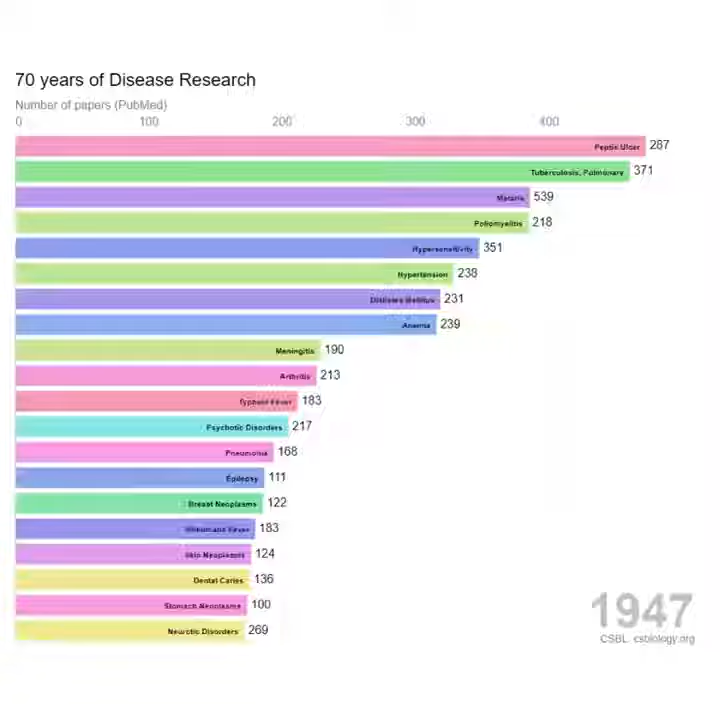 70 years of Disease Research
Number of papers (PubMed)
0 100 200 300 400
Peptic Ulcer 287
Tuberculosis, Pulmonary 371
Malaria 539
Poliomyelitis 218
Hypersensitivity 351
Hypertension 238
Diabetes Mellitus 231
Anemia 239
Meningitis 190
Arthritis 213
Typhoid Fever 183
Psychotic Disorders 217
Pneumonia 168
Epilepsy 111
Breast Neoplasms 122
Rheumatic Fever 183
Skin Neoplasms 124
Dental Caries 136
Stomach Neoplasms 100
Neurotic Disorders 269
1947
CSBL. csbiology.org